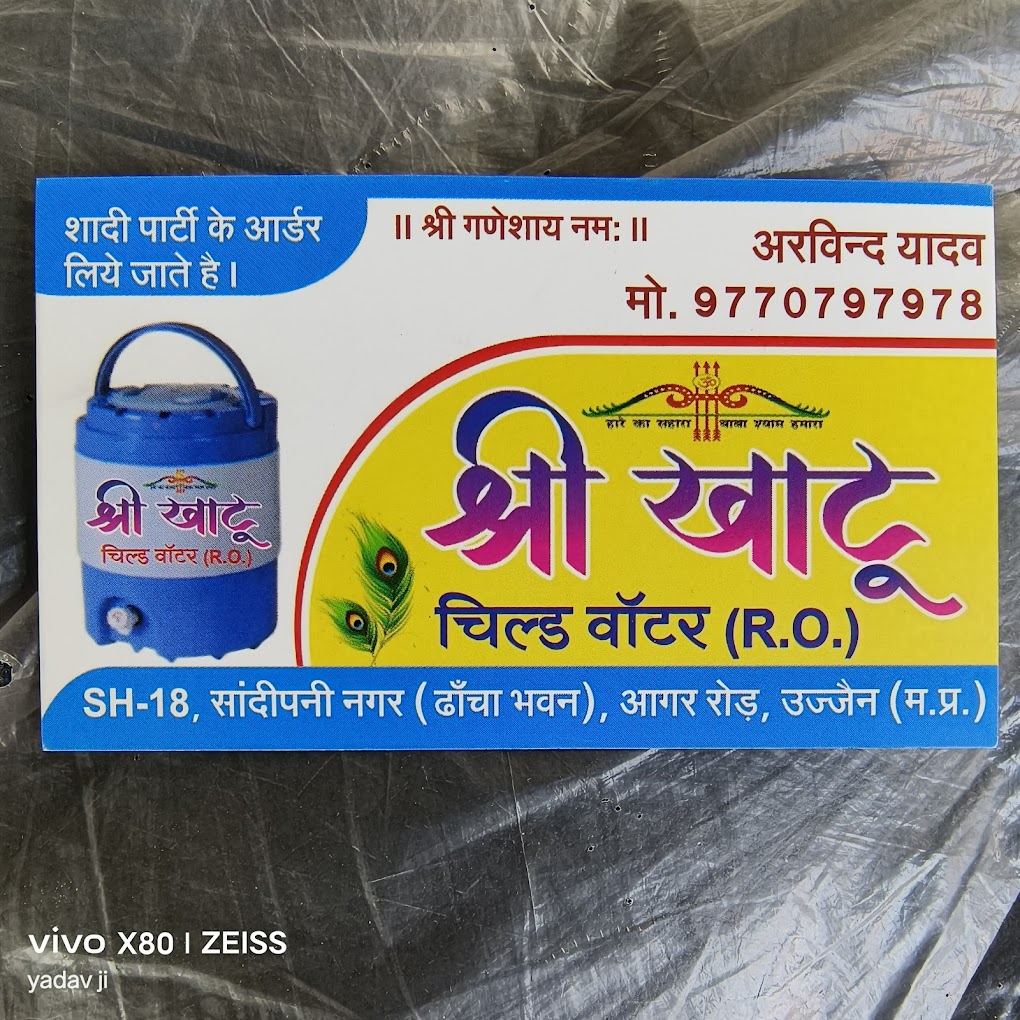 शादी पार्टी के आर्डर
लिये जाते है।
॥ श्री गणेशाय नम: ॥
अरविन्द यादव
मो. 9770797978
हारे का सहारा बाबा श्याम हमारा
श्री खाटू
चिल्ड वॉटर (R.O.)
श्री खाटू
चिल्ड वॉटर (R.O.)
SH-18, सांदीपनी नगर (ढाँचा भवन), आगर रोड़, उज्जैन (म.प्र.)
vivo X80 | ZEISS
yadav ji